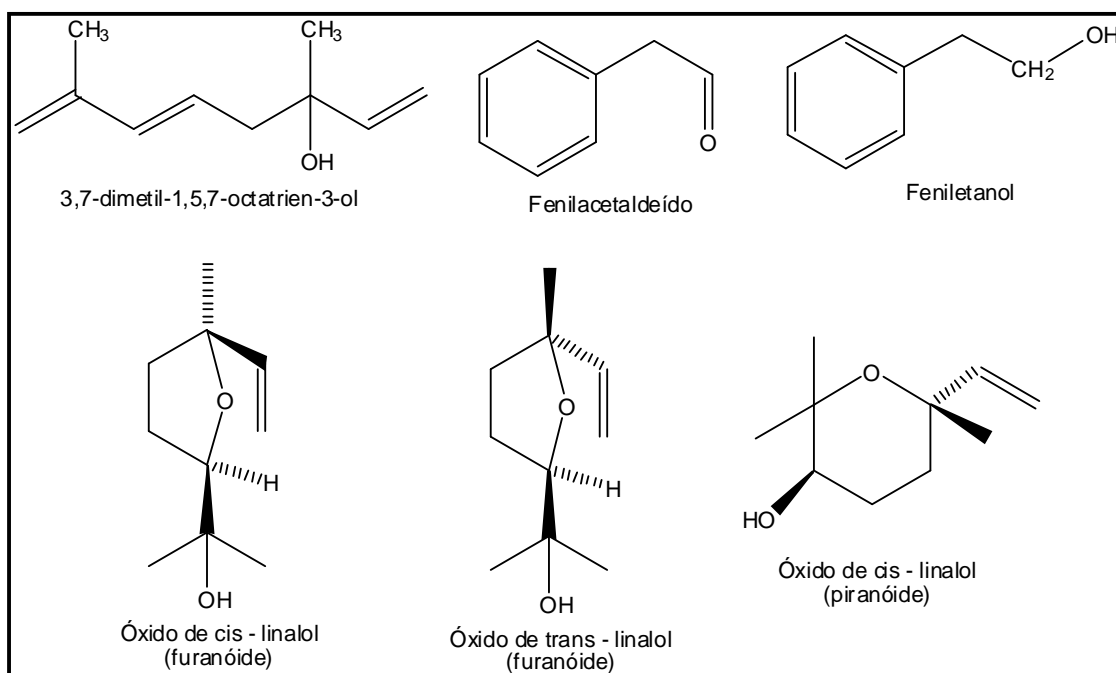 CH3
CH3
OH
3,7-dimetil-1,5,7-octatrien-3-ol
O
Fenilacetaldeído
OH
CH2
Feniletanol
O
H
OH
Óxido de cis - linalol
(furanóide)
O
H
OH
Óxido de trans - linalol
(furanóide)
O
HO
Óxido de cis - linalol
(piranóide)